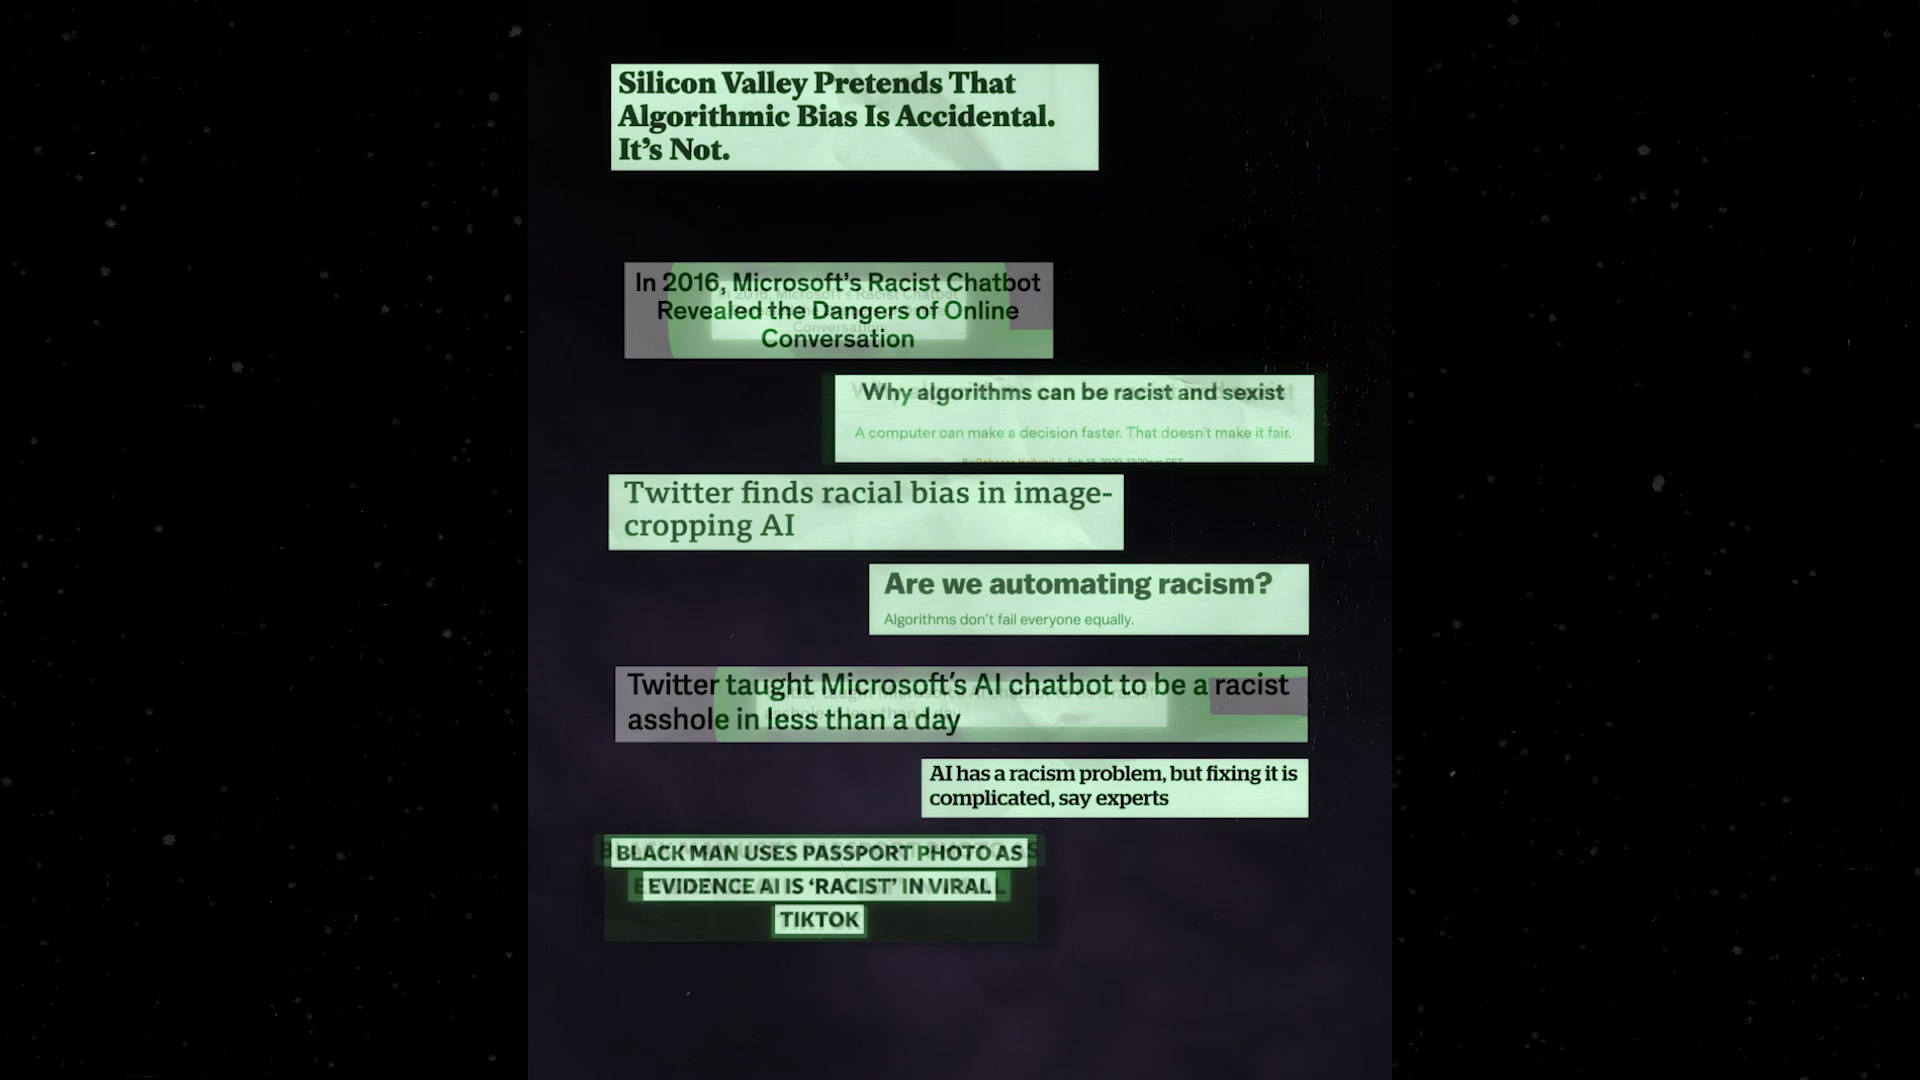 Silicon Valley Pretends That
Algorithmic Bias Is Accidental.
It’s Not.
In 2016, Microsoft’s Racist Chatbot
Revealed the Dangers of Online
Conversation
Why algorithms can be racist and sexist
A computer can make a decision faster. That doesn’t make it fair.
Twitter finds racial bias in image-
cropping AI
Are we automating racism?
Algorithms don’t fail everyone equally.
Twitter taught Microsoft’s AI chatbot to be a racist
asshole in less than a day
AI has a racism problem, but fixing it is
complicated, say experts
BLACK MAN USES PASSPORT PHOTO AS
EVIDENCE AI IS ‘RACIST’ IN VIRAL
TIKTOK